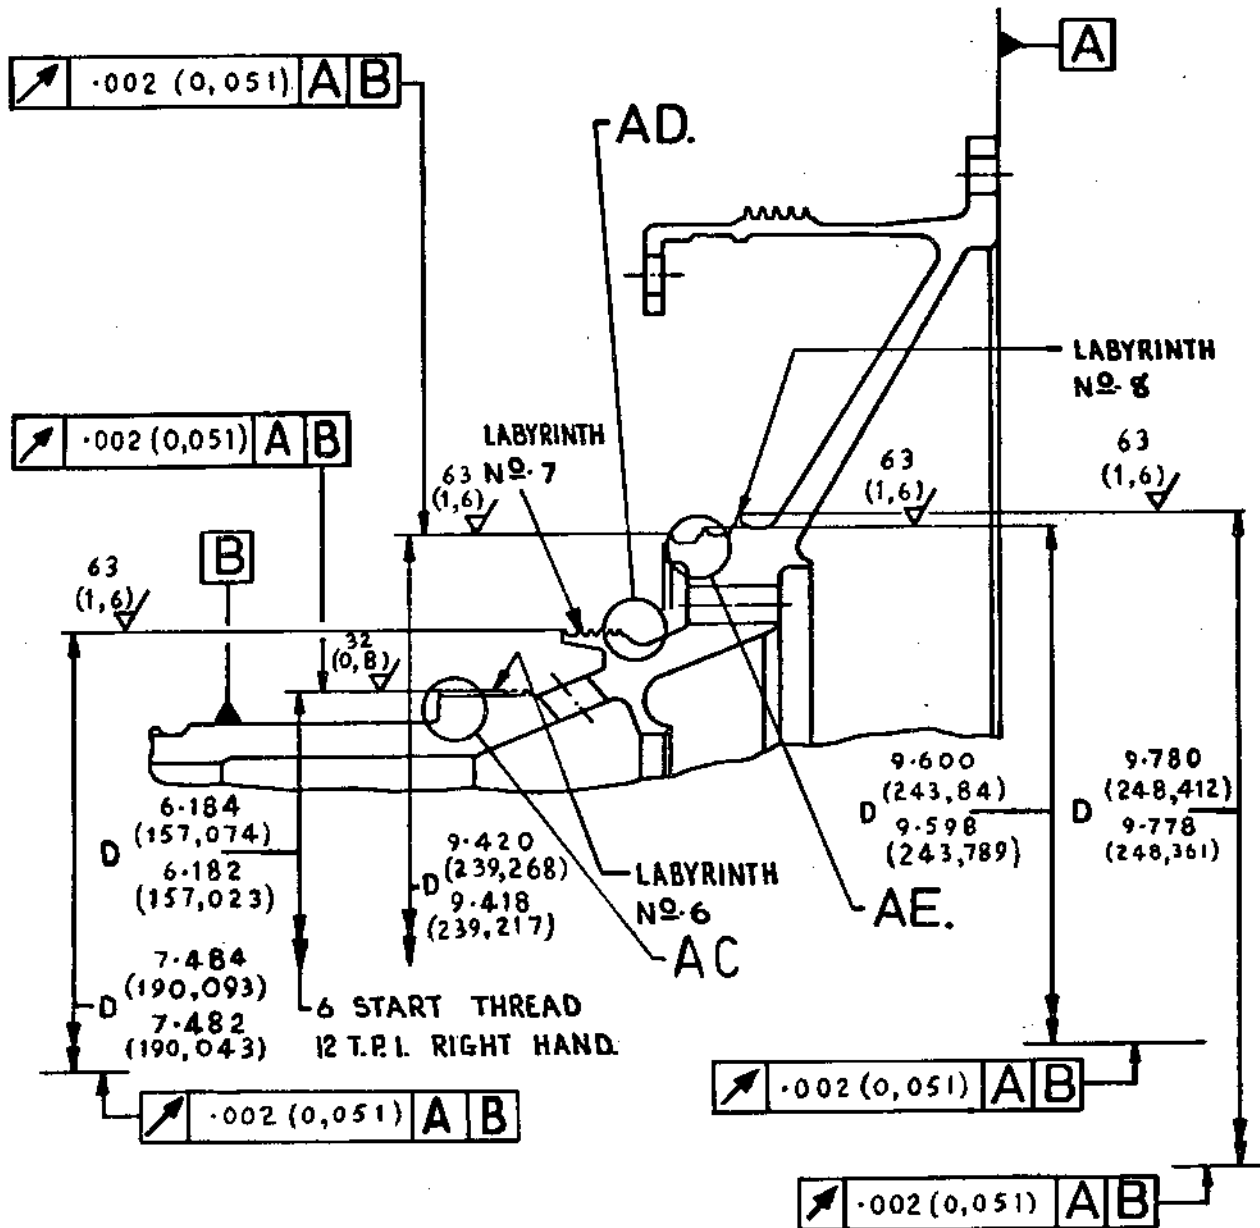 A
·002 (0,051) A B
AD.
LABYRINTH
Nº. 8
·002 (0,051) A B
LABYRINTH
Nº. 7
63
(1,6)
63
(1,6)
63
(1,6)
B
63
(1,6)
32
(0,8)
6·184
(157,074)
D
6·182
(157,023)
9·420
(239,268)
D
9·418
(239,217)
LABYRINTH
Nº. 6
AC
AE.
9·600
(243,84)
D
9·598
(243,789)
9·780
(248,412)
D
9·778
(248,361)
7·484
(190,093)
D
7·482
(190,043)
6 START THREAD
12 T.P.I. RIGHT HAND.
·002 (0,051) A B
·002 (0,051) A B
·002 (0,051) A B